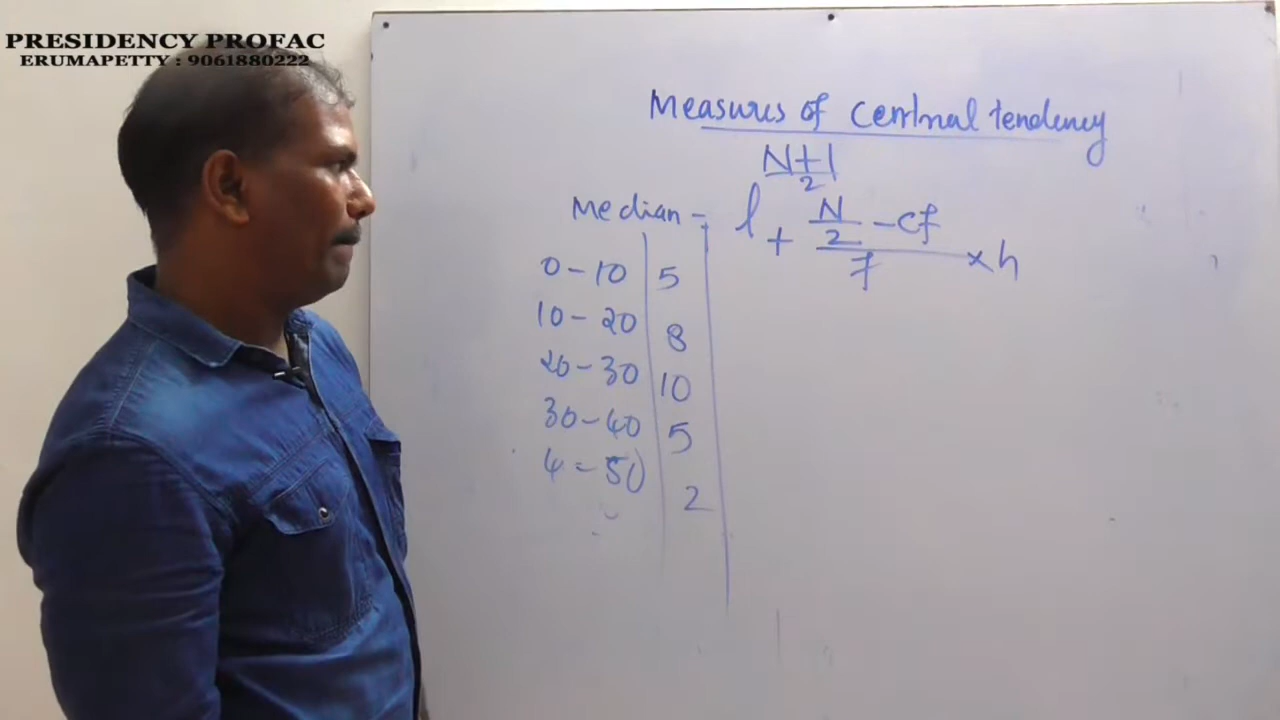 PRESIDENCY PROFAC
ERUMAPETTY : 9061880222
Measures of Central tendency
N+1
2
Median - l + N/2 - cf / f × h
0-10 5
10-20 8
20-30 10
30-40 5
4 - 50 2